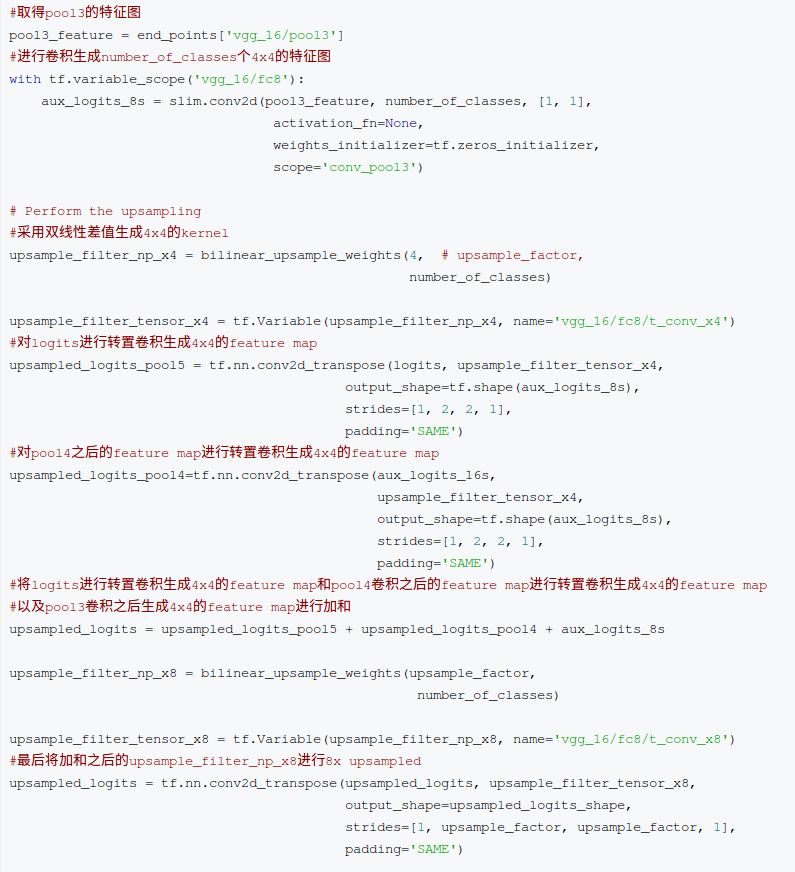 #取得pool3的特征图
pool3_feature = end_points['vgg_16/pool3']
#进行卷积生成number_of_classes个4x4的特征图
with tf.variable_scope('vgg_16/fc8'):
    aux_logits_8s = slim.conv2d(pool3_feature, number_of_classes, [1, 1],
                                 activation_fn=None,
                                 weights_initializer=tf.zeros_initializer,
                                 scope='conv_pool3')
# Perform the upsampling
#采用双线性差值生成4x4的kernel
upsample_filter_np_x4 = bilinear_upsample_weights(4,  # upsample_factor,
                                                  number_of_classes)
upsample_filter_tensor_x4 = tf.Variable(upsample_filter_np_x4, name='vgg_16/fc8/t_conv_x4')
#对logits进行转置卷积生成4x4的feature map
upsampled_logits_pool5 = tf.nn.conv2d_transpose(logits, upsample_filter_tensor_x4,
                                          output_shape=tf.shape(aux_logits_8s),
                                          strides=[1, 2, 2, 1],
                                          padding='SAME')
#对pool4之后的feature map进行转置卷积生成4x4的feature map
upsampled_logits_pool4=tf.nn.conv2d_transpose(aux_logits_16s,
                                              upsample_filter_tensor_x4,
                                              output_shape=tf.shape(aux_logits_8s),
                                              strides=[1, 2, 2, 1],
                                              padding='SAME')
#将logits进行转置卷积生成4x4的feature map和pool4卷积之后的feature map进行转置卷积生成4x4的feature map
#以及pool3卷积之后生成4x4的feature map进行加和
upsampled_logits = upsampled_logits_pool5 + upsampled_logits_pool4 + aux_logits_8s
upsample_filter_np_x8 = bilinear_upsample_weights(upsample_factor,
                                                   number_of_classes)
upsample_filter_tensor_x8 = tf.Variable(upsample_filter_np_x8, name='vgg_16/fc8/t_conv_x8')
#最后将加和之后的upsample_filter_np_x8进行8x upsampled
upsampled_logits = tf.nn.conv2d_transpose(upsampled_logits, upsample_filter_tensor_x8,
                                          output_shape=upsampled_logits_shape,
                                          strides=[1, upsample_factor, upsample_factor, 1],
                                          padding='SAME')